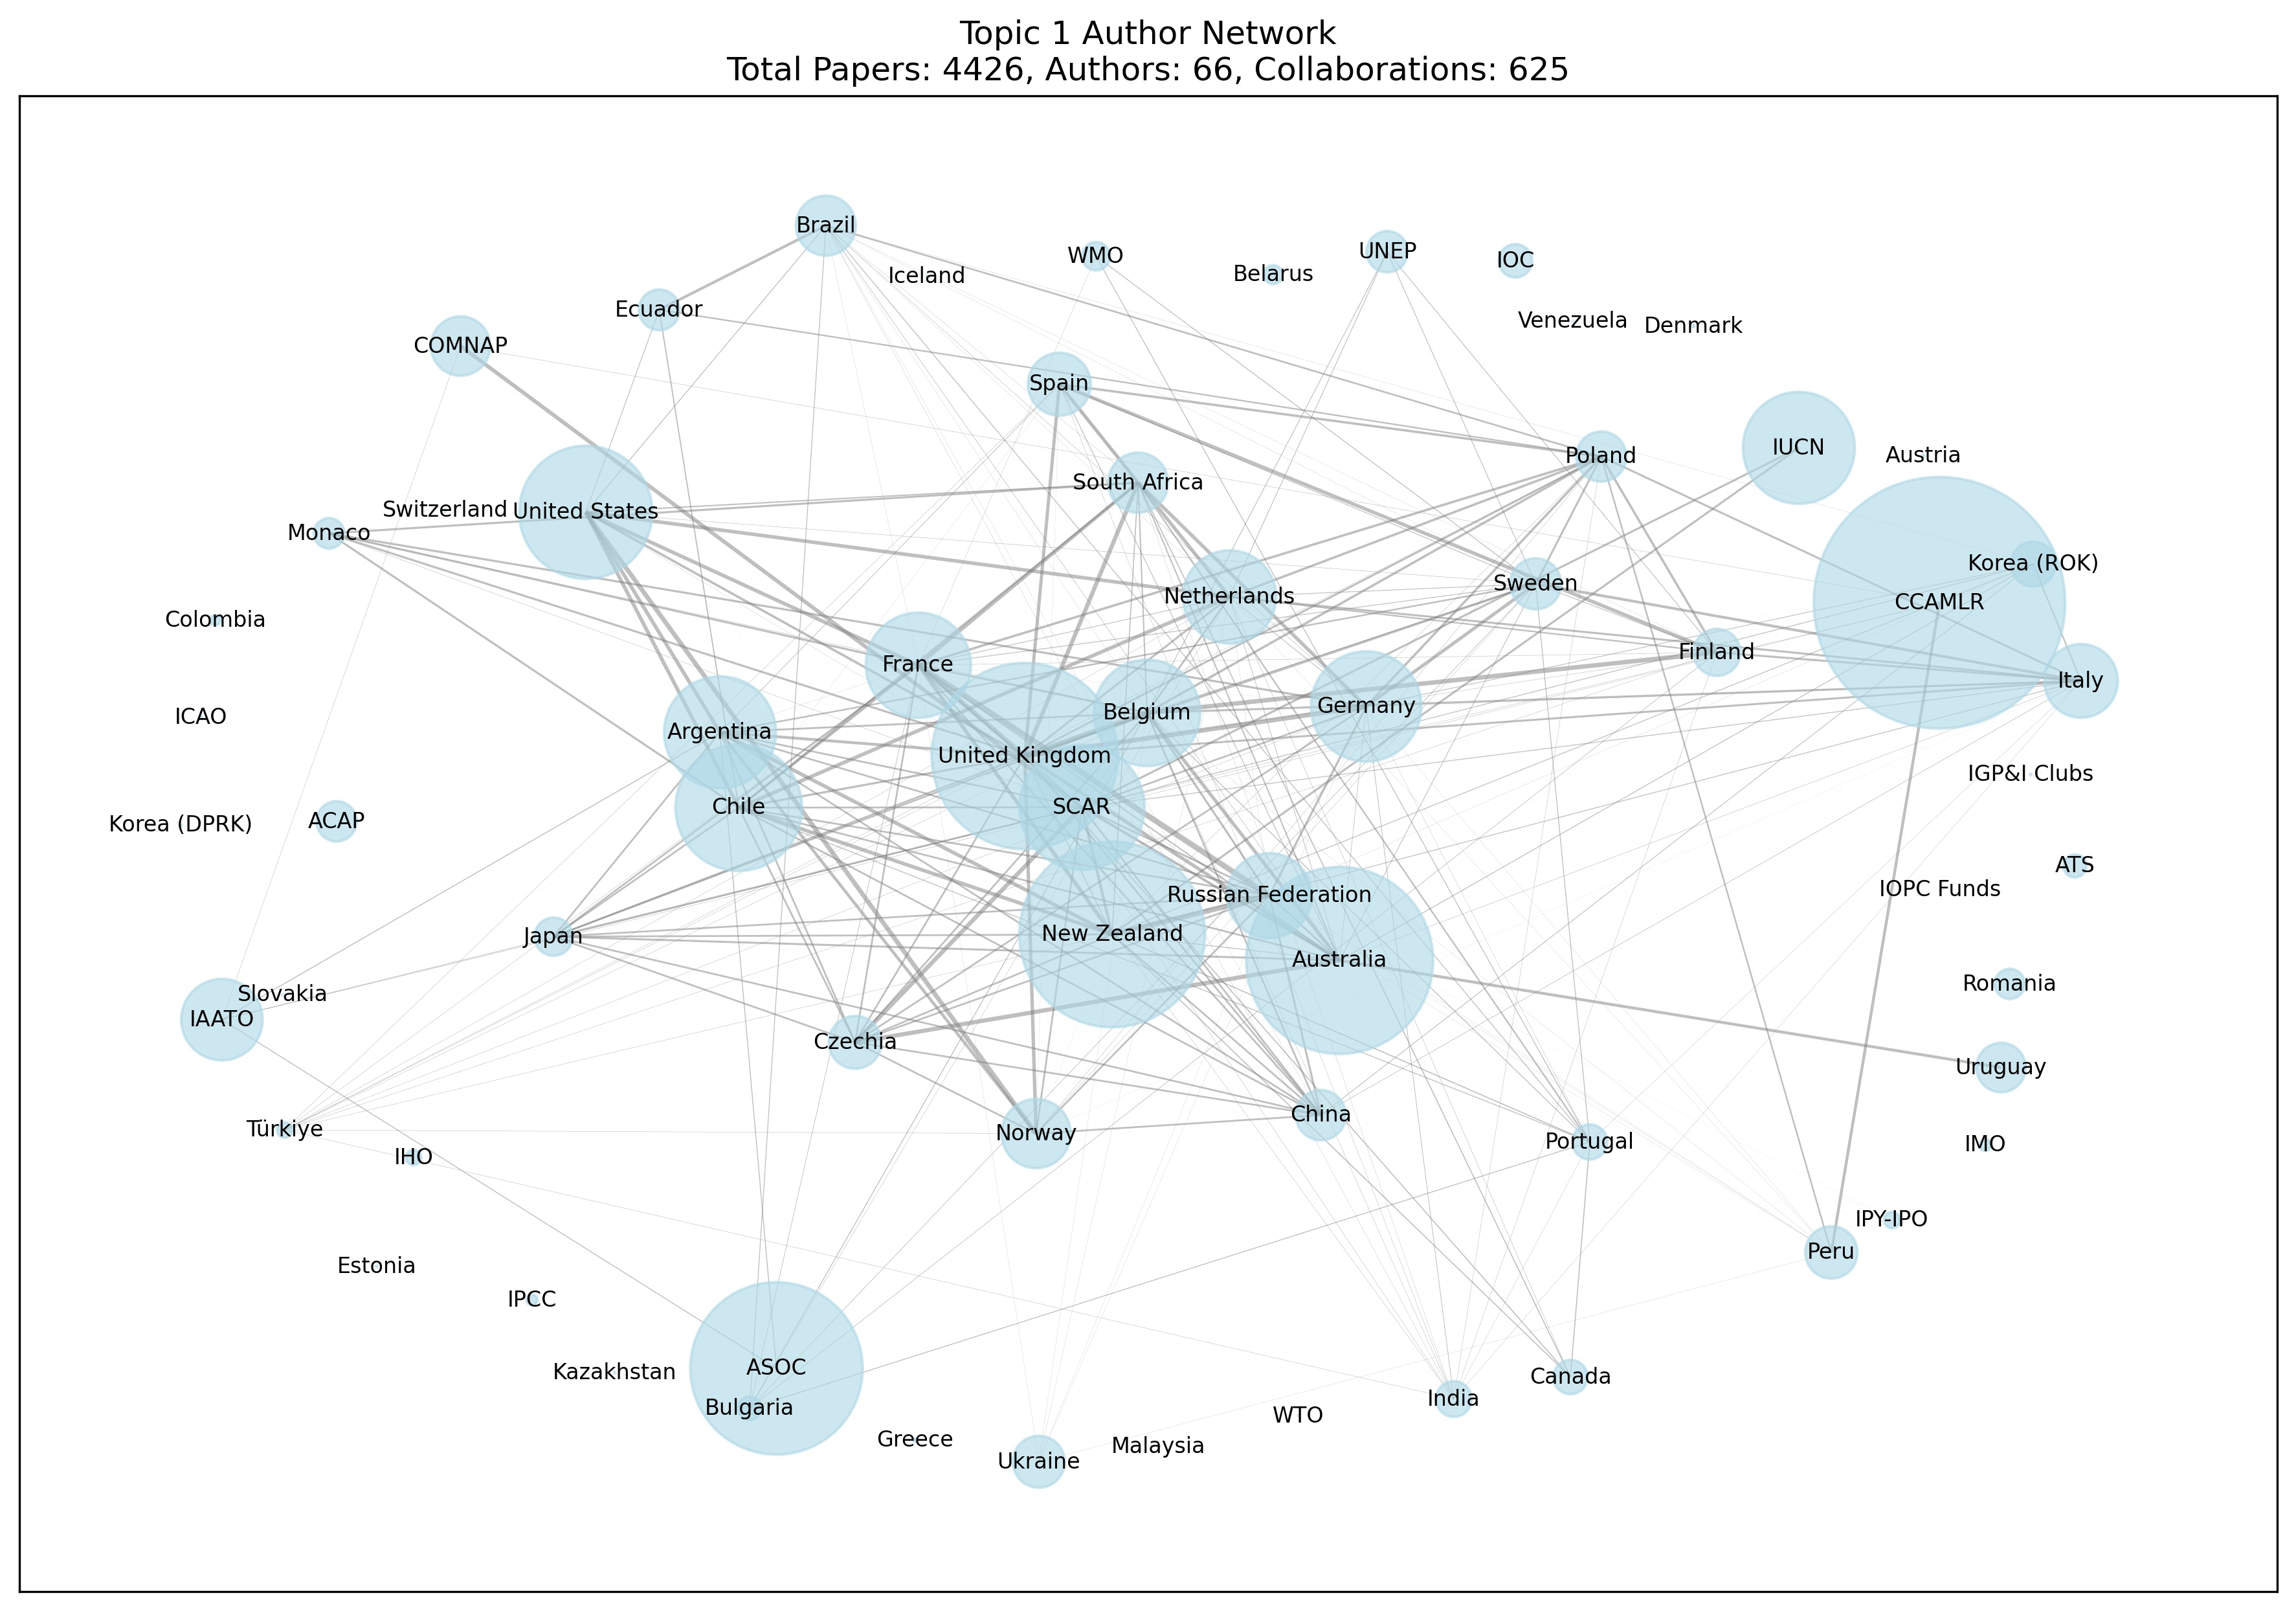 Topic 1 Author Network
Total Papers: 4426, Authors: 66, Collaborations: 625
Brazil
WMO
UNEP
IOC
Belarus
Iceland
Ecuador
Venezuela
Denmark
COMNAP
Spain
IUCN
Austria
Poland
South Africa
Switzerland
United States
Monaco
Korea (ROK)
Sweden
Netherlands
CCAMLR
Colombia
Finland
France
Italy
Germany
Belgium
ICAO
Argentina
United Kingdom
IGP&I Clubs
Chile
SCAR
ACAP
Korea (DPRK)
ATS
IOPC Funds
Russian Federation
New Zealand
Japan
Australia
Romania
Slovakia
IAATO
Czechia
Uruguay
China
Türkiye
Norway
Portugal
IMO
IHO
IPY-IPO
Peru
Estonia
IPCC
ASOC
Kazakhstan
Canada
India
Bulgaria
WTO
Greece
Malaysia
Ukraine